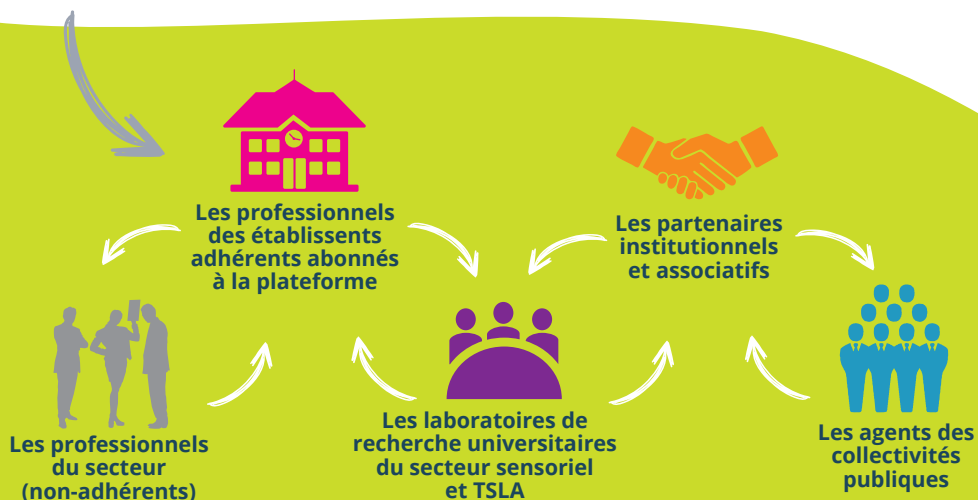 Les professionnels
des établissents
adhérents abonnés
à la plateforme
Les partenaires
institutionnels
et associatifs
Les professionnels
du secteur
(non-adhérents)
Les laboratoires de
recherche universitaires
du secteur sensoriel
et TSLA
Les agents des
collectivités
publiques